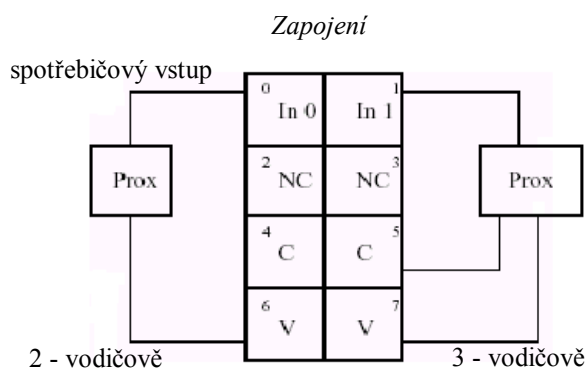 Zapojení
spotřebičový vstup
0 In 0 In 1 1
Prox 2 NC NC 3 Prox
4 C C 5
6 V V 7
2 - vodičově 3 - vodičově